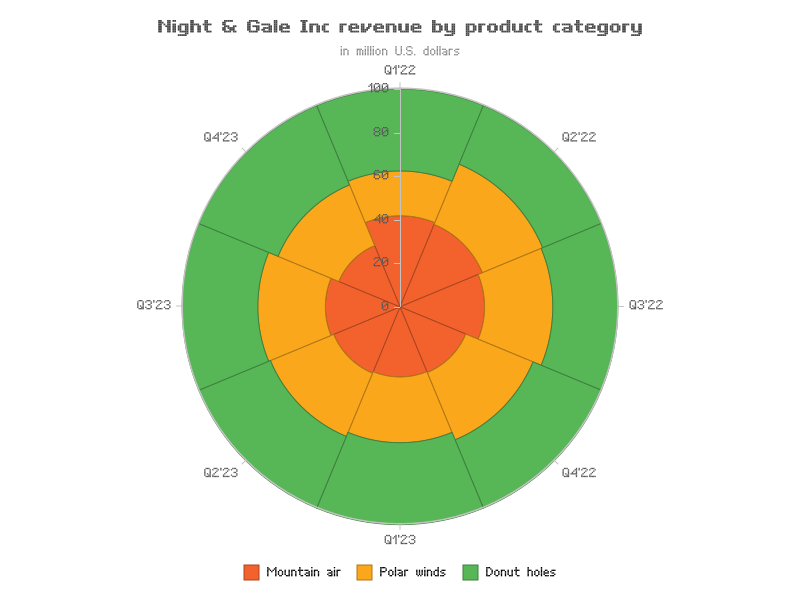 Night & Gale Inc revenue by product category
in million U.S. dollars
Q1'22
100
Q4'23
80
Q2'22
60
40
20
Q3'23
0
Q3'22
Q2'23
Q4'22
Q1'23
Mountain air
Polar winds
Donut holes